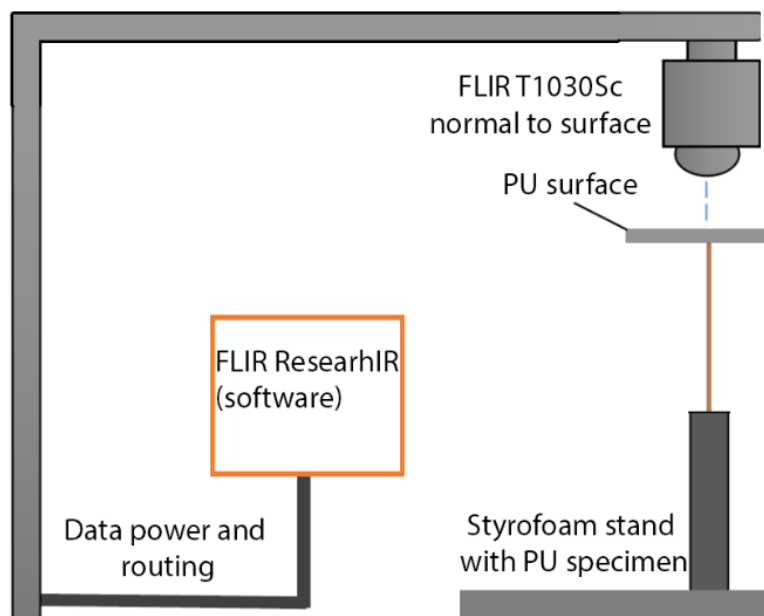 FLIR T1030Sc
normal to surface
PU surface
FLIR ResearhIR
(software)
Data power and
routing
Styrofoam stand
with PU specimen